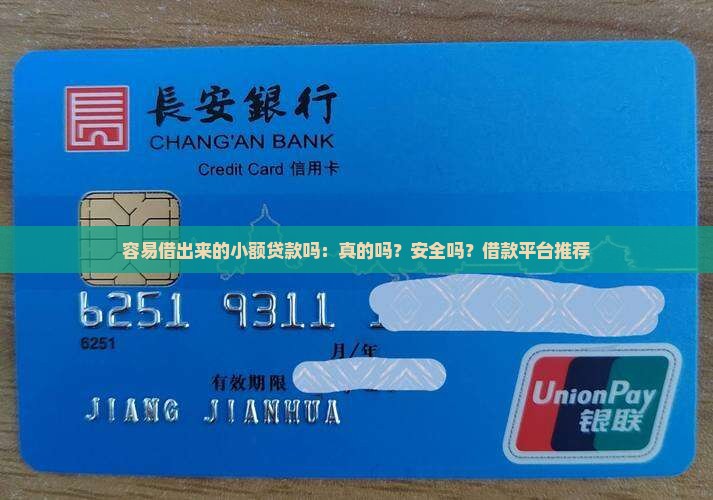 長安銀行
CHANG'AN BANK
Credit Card 信用卡
容易借出来的小额贷款吗：真的吗？安全吗？借款平台推荐
6251 9311 1
6251
月/年
有效期限
JIANG JIANHUA
UnionPay
银联